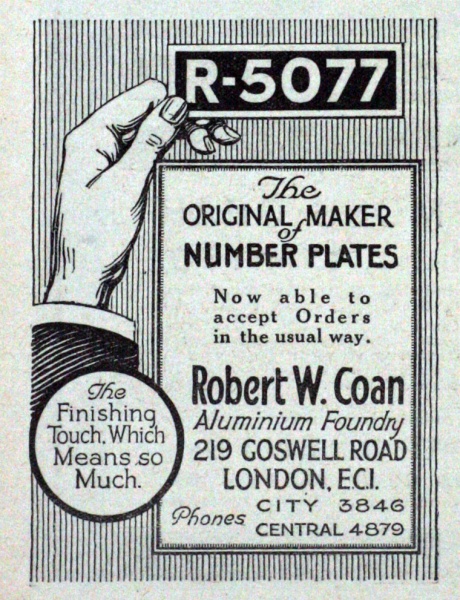 R-5077
The
ORIGINAL MAKER
of
NUMBER PLATES
Now able to
accept Orders
in the usual way.
Robert W. Coan
Aluminium Foundry
219 GOSWELL ROAD
LONDON, E.C.I.
Phones CITY 3846
CENTRAL 4879
The
Finishing
Touch, Which
Means so
Much.